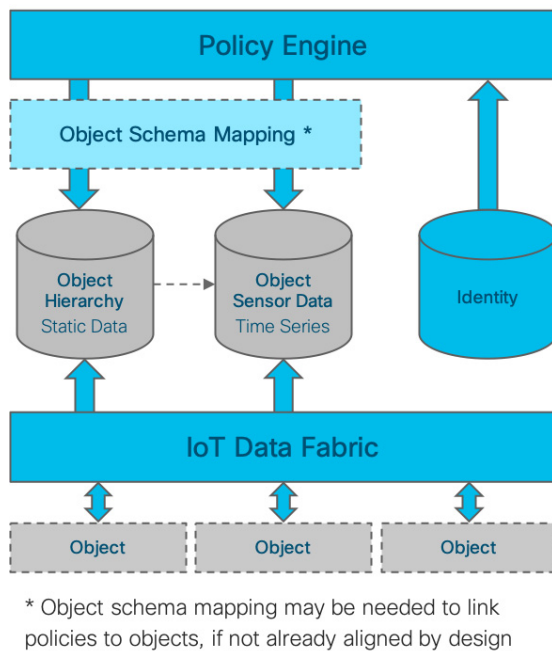 Policy Engine
Object Schema Mapping *
Object
Hierarchy
Static Data
Object
Sensor Data
Time Series
Identity
IoT Data Fabric
Object
Object
Object
* Object schema mapping may be needed to link
policies to objects, if not already aligned by design